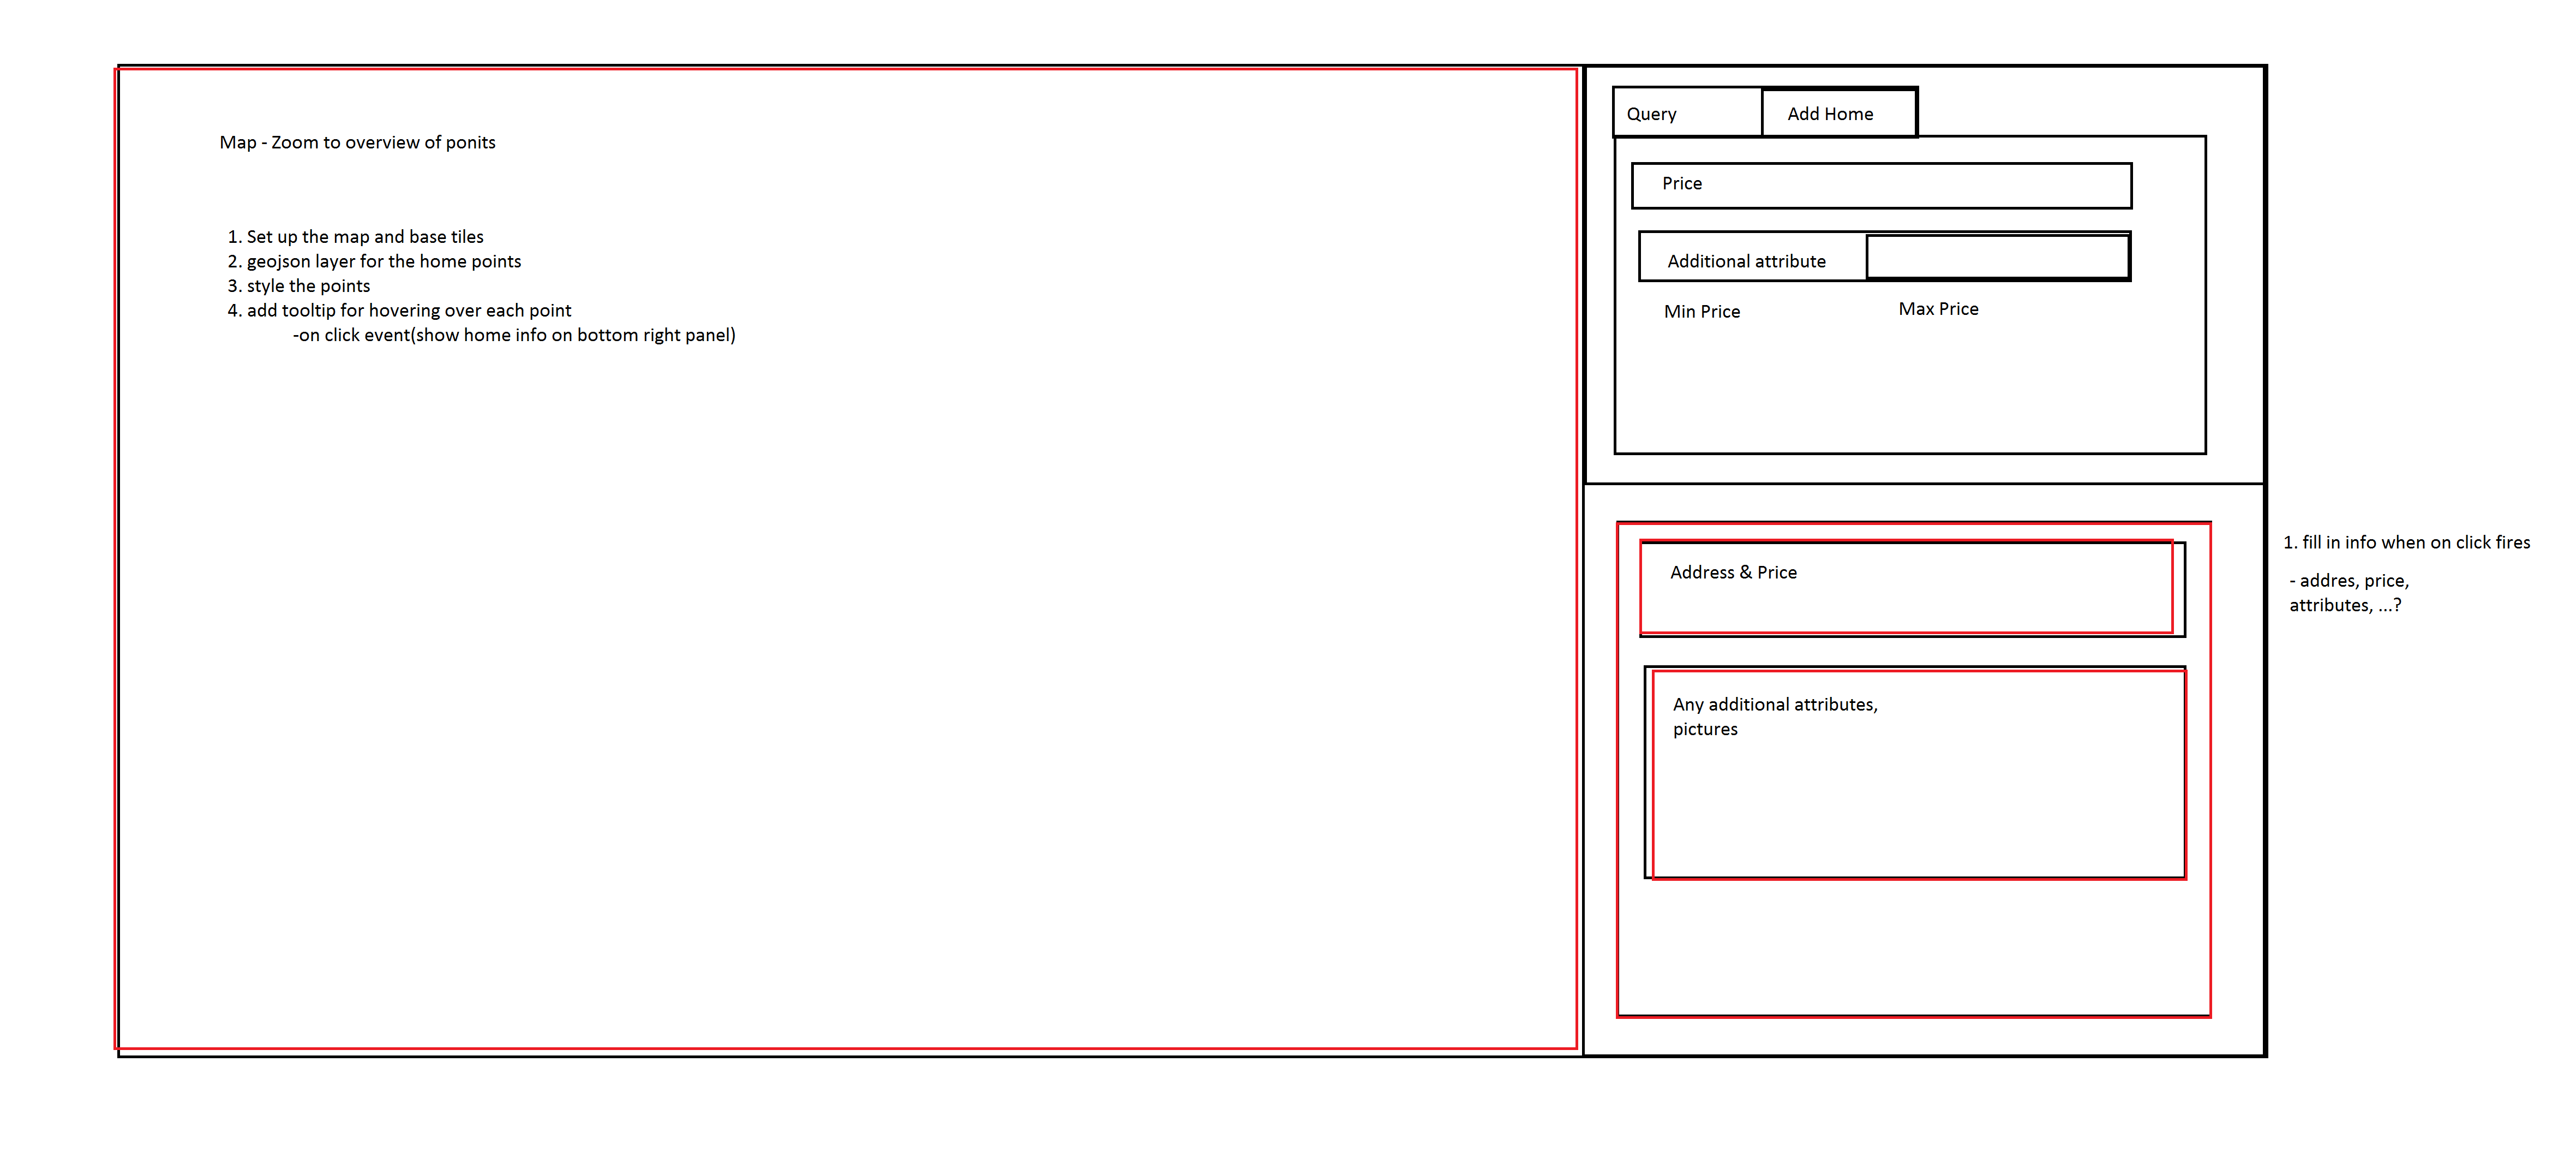 Map - Zoom to overview of ponits
1. Set up the map and base tiles
2. geojson layer for the home points
3. style the points
4. add tooltip for hovering over each point
-on click event(show home info on bottom right panel)
Query
Add Home
Price
Additional attribute
Min Price
Max Price
Address & Price
Any additional attributes,
pictures
1. fill in info when on click fires
- addres, price,
attributes, ...?